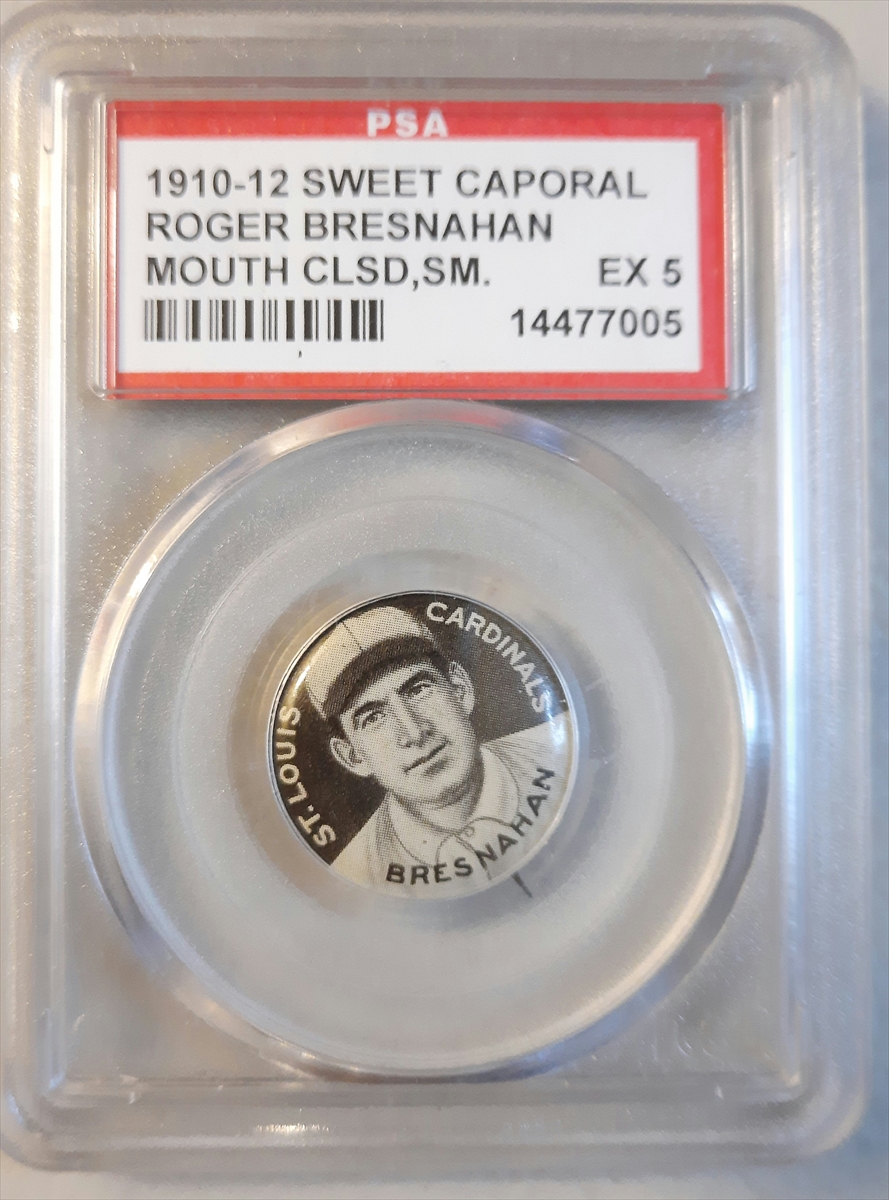 PSA
1910-12 SWEET CAPORAL
ROGER BRESNAHAN
MOUTH CLSD,SM. EX 5
14477005
ST. LOUIS
CARDINALS
BRESNAHAN